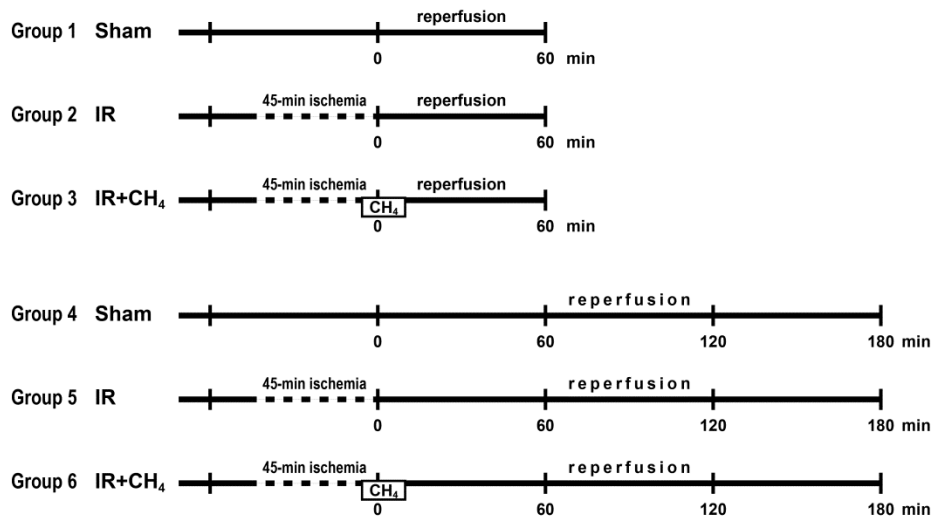 reperfusion
Group 1 Sham
0 60 min
45-min ischemia reperfusion
Group 2 IR
0 60 min
45-min ischemia reperfusion
Group 3 IR+CH₄
CH₄
0 60 min
reperfusion
Group 4 Sham
0 60 120 180 min
45-min ischemia reperfusion
Group 5 IR
0 60 120 180 min
45-min ischemia reperfusion
Group 6 IR+CH₄
CH₄
0 60 120 180 min